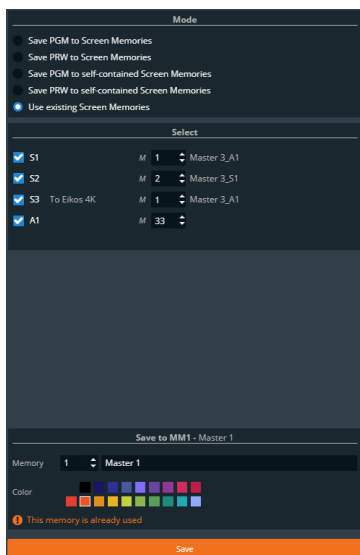 Mode
Save PGM to Screen Memories
Save PRW to Screen Memories
Save PGM to self-contained Screen Memories
Save PRW to self-contained Screen Memories
Use existing Screen Memories
Select
S1 M 1 Master 3_A1
S2 M 2 Master 3_S1
S3 To Eikos 4K M 1 Master 3_A1
A1 M 33
Save to MM1 - Master 1
Memory 1 Master 1
Color
This memory is already used
Save